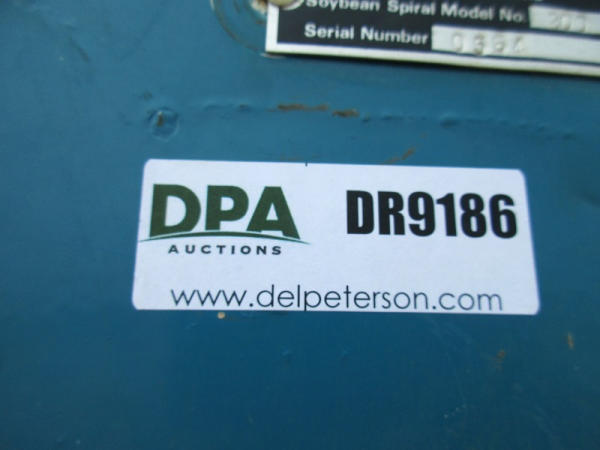 Soybean Spiral Model No.
Serial Number
DPA
AUCTIONS
DR9186
www.delpeterson.com